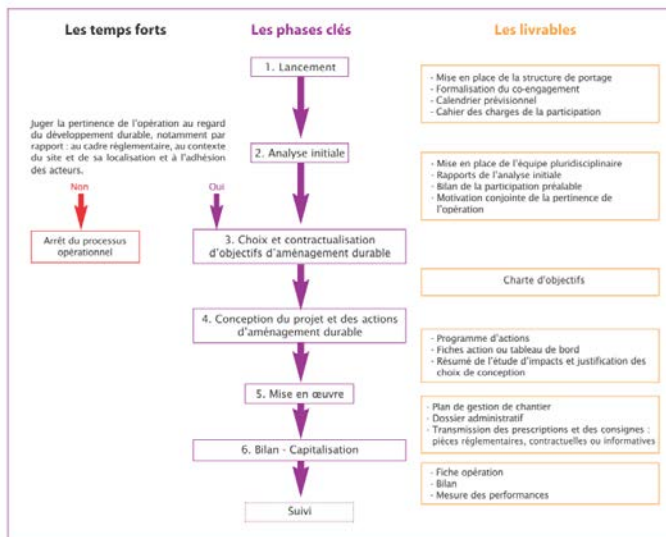 Les temps forts
Les phases clés
Les livrables
1. Lancement
- Mise en place de la structure de portage
- Formalisation du co-engagement
- Calendrier prévisionnel
- Cahier des charges de la participation
Juger la pertinence de l'opération au regard
du développement durable, notamment par
rapport : au cadre règlementaire, au contexte
du site et de sa localisation et à l'adhésion
des acteurs.
Non
Oui
2. Analyse initiale
- Mise en place de l'équipe pluridisciplinaire
- Rapports de l'analyse initiale
- Bilan de la participation préalable
- Motivation conjointe de la pertinence de
l'opération
Arrêt du processus
opérationnel
3. Choix et contractualisation
d'objectifs d'aménagement durable
Charte d'objectifs
4. Conception du projet et des actions
d'aménagement durable
- Programme d'actions
- Fiches action ou tableau de bord
- Résumé de l'étude d'impacts et justification des
choix de conception
5. Mise en œuvre
- Plan de gestion de chantier
- Dossier administratif
- Transmission des prescriptions et des consignes :
pièces règlementaires, contractuelles ou informatives
6. Bilan - Capitalisation
- Fiche opération
- Bilan
- Mesure des performances
Suivi